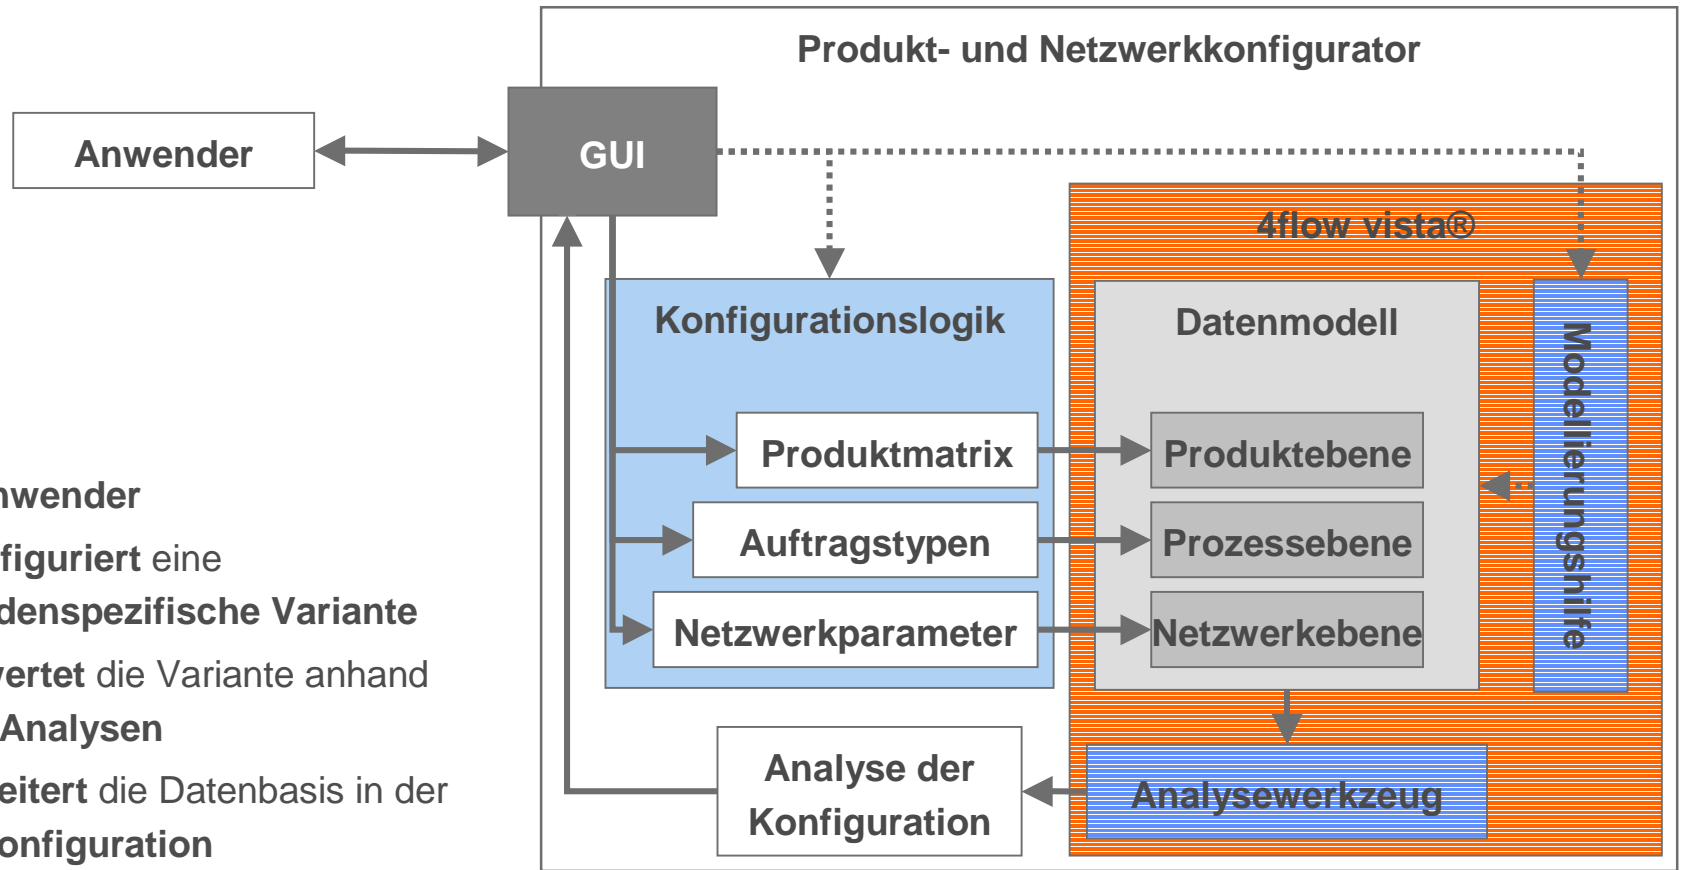 Produkt- und Netzwerkkonfigurator
Anwender
GUI
4flow vista®
Konfigurationslogik
Datenmodell
Modellierungshilfe
Produktmatrix
Produktebene
Auftragstypen
Prozessebene
Netzwerkparameter
Netzwerkebene
Analyse der
Konfiguration
Analysewerkzeug
nwender
figuriert eine
denspezifische Variante
vertet die Variante anhand
Analysen
eitert die Datenbasis in der
onfiguration